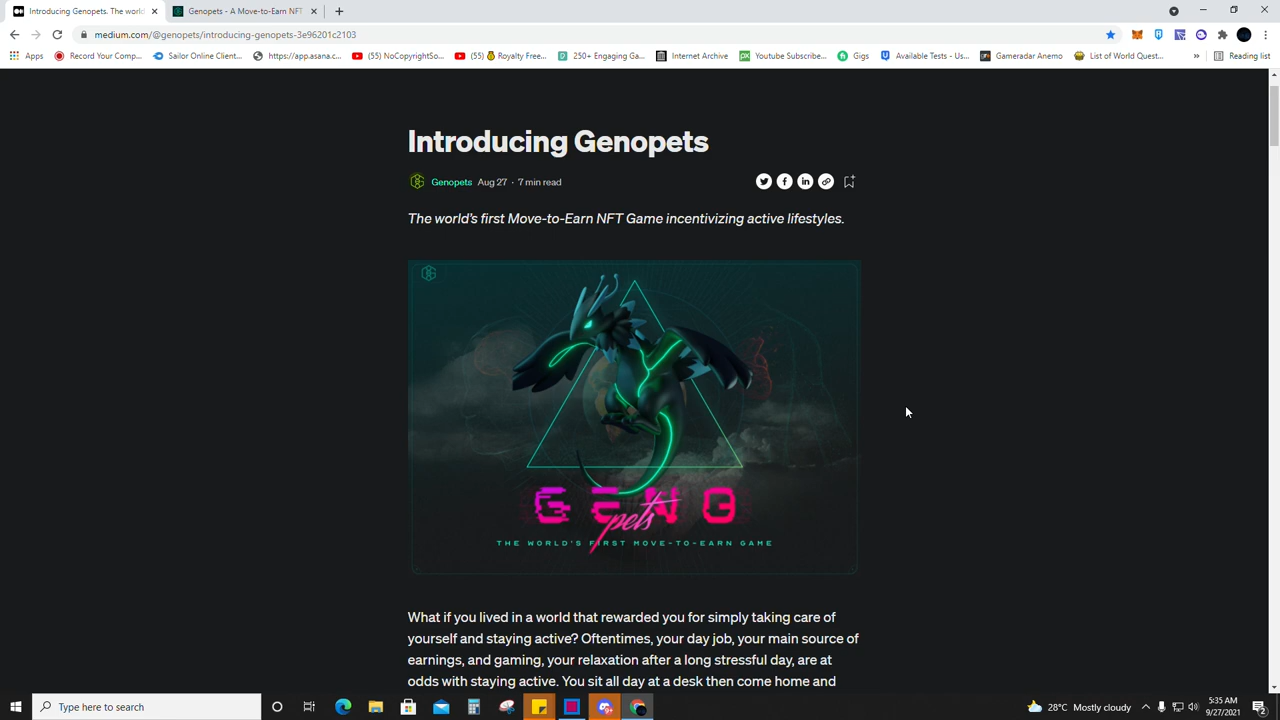 Introducing Genopets. The world
Genopets - A Move-to-Earn NFT
medium.com/@genopets/introducing-genopets-3e96201c2103
Apps
Record Your Comp...
Sailor Online Client...
https://app.asana.c...
(55) NoCopyrightSo...
(55) Royalty Free...
250+ Engaging Ga...
Internet Archive
Youtube Subscribe...
Gigs
Available Tests - Us...
Gameradar Anemo
List of World Quest...
»
Reading list
Introducing Genopets
Genopets Aug 27 · 7 min read
The world's first Move-to-Earn NFT Game incentivizing active lifestyles.
GENO
pets
THE WORLD'S FIRST MOVE-TO-EARN GAME
What if you lived in a world that rewarded you for simply taking care of
yourself and staying active? Oftentimes, your day job, your main source of
earnings, and gaming, your relaxation after a long stressful day, are at
odds with staying active. You sit all day at a desk then come home and
Type here to search
28°C Mostly cloudy
5:35 AM
9/27/2021
2